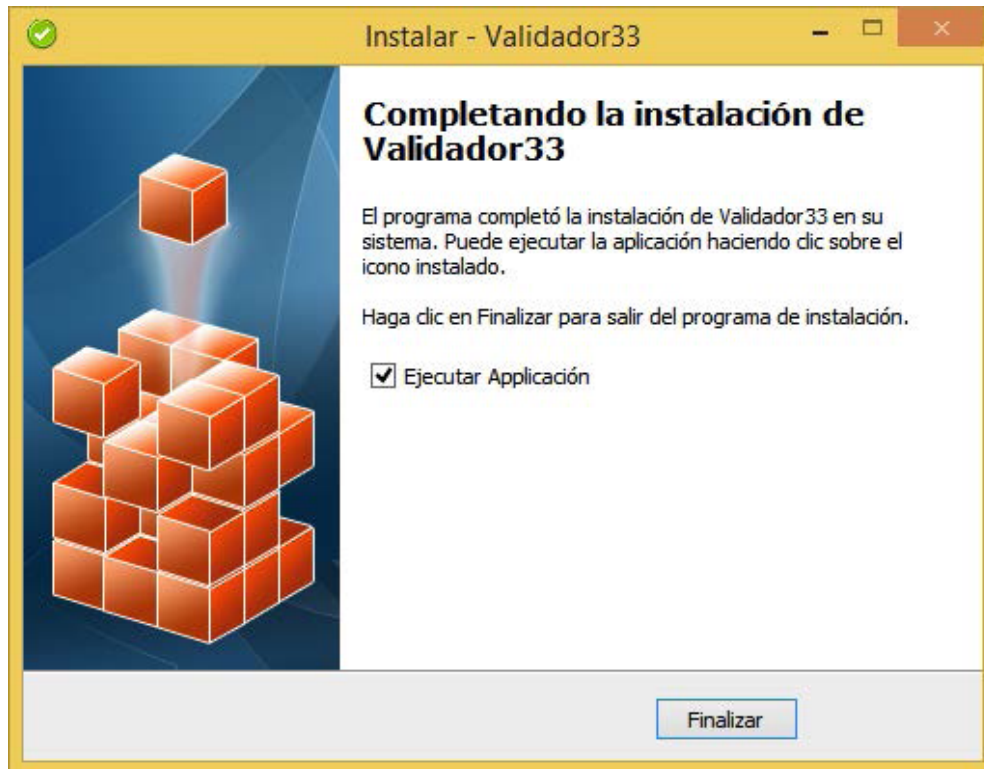 Instalar - Validador33
Completando la instalación de
Validador33
El programa completó la instalación de Validador33 en su
sistema. Puede ejecutar la aplicación haciendo clic sobre el
icono instalado.
Haga clic en Finalizar para salir del programa de instalación.
Ejecutar Applicación
Finalizar